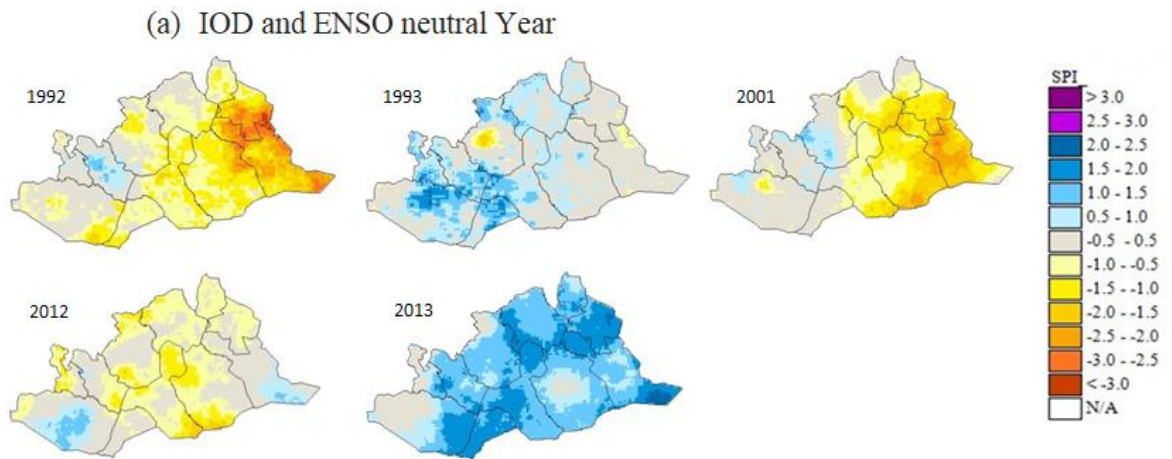 (a) IOD and ENSO neutral Year
1992
1993
2001
2012
2013
SPI
> 3.0
2.5 - 3.0
2.0 - 2.5
1.5 - 2.0
1.0 - 1.5
0.5 - 1.0
-0.5 - 0.5
-1.0 - -0.5
-1.5 - -1.0
-2.0 - -1.5
-2.5 - -2.0
-3.0 - -2.5
< -3.0
N/A